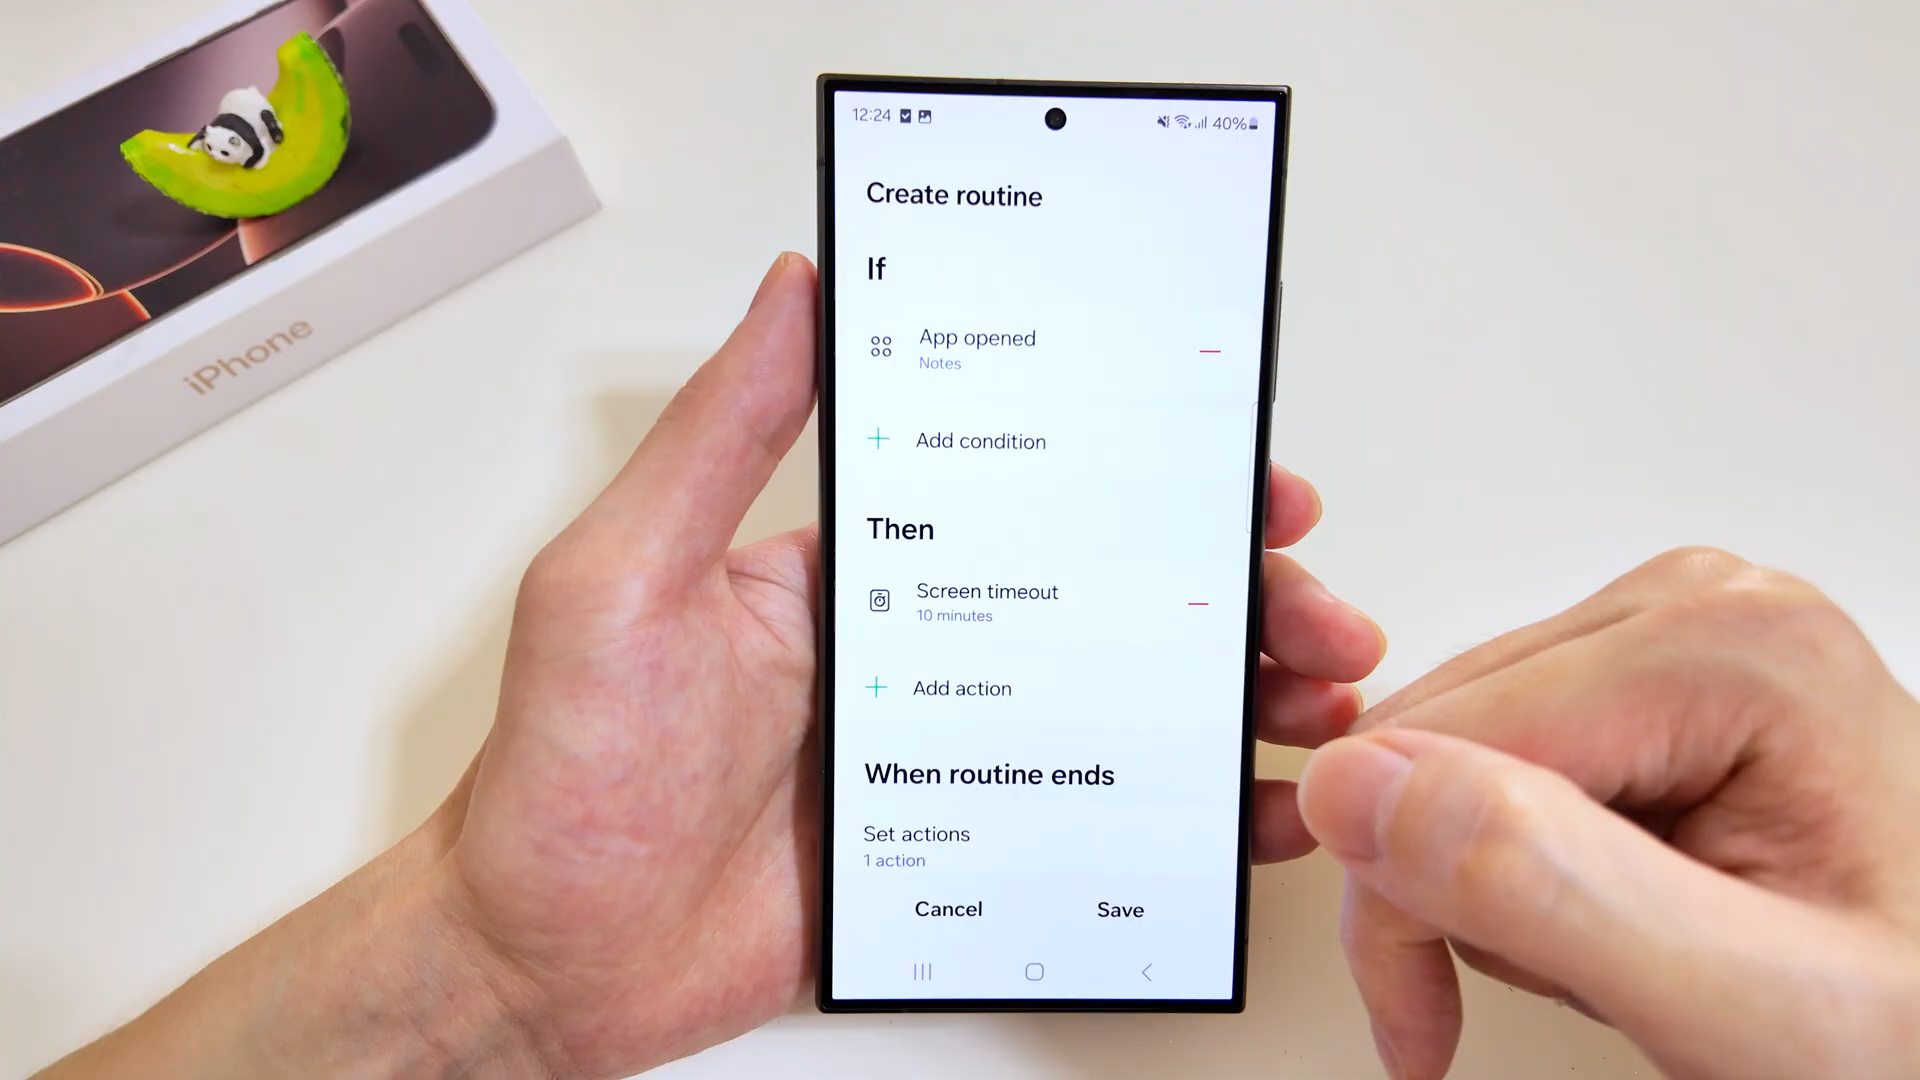 iPhone
12:24
40%
Create routine
If
App opened
Notes
Add condition
Then
Screen timeout
10 minutes
Add action
When routine ends
Set actions
1 action
Cancel
Save